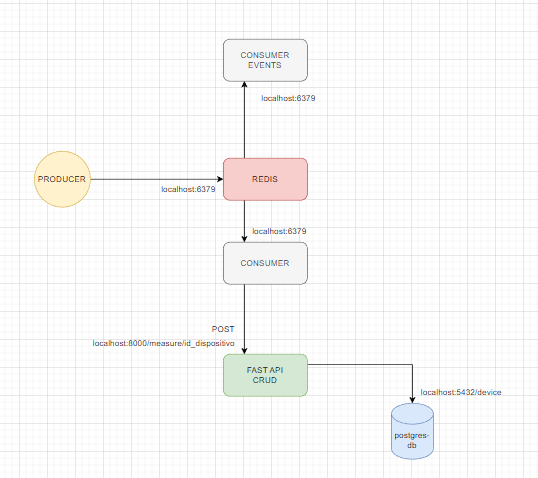 CONSUMER
EVENTS
localhost:6379
PRODUCER
localhost:6379
REDIS
localhost:6379
CONSUMER
POST
localhost:8000/measure/id_dispositivo
FAST API
CRUD
localhost:5432/device
postgres-
db